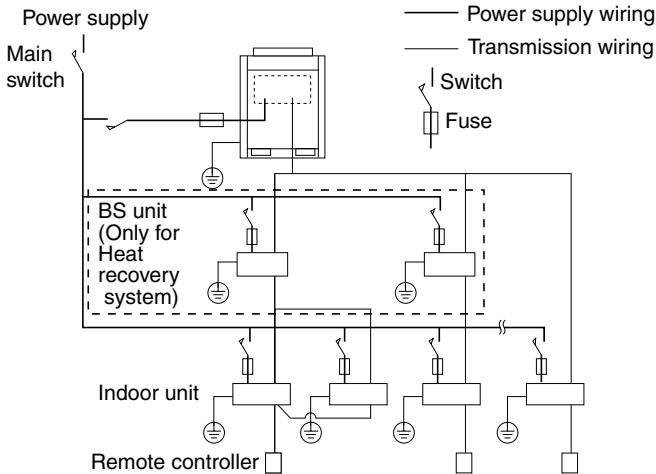 Power supply
Main
switch
Power supply wiring
Transmission wiring
Switch
Fuse
BS unit
(Only for
Heat
recovery
system)
Indoor unit
Remote controller